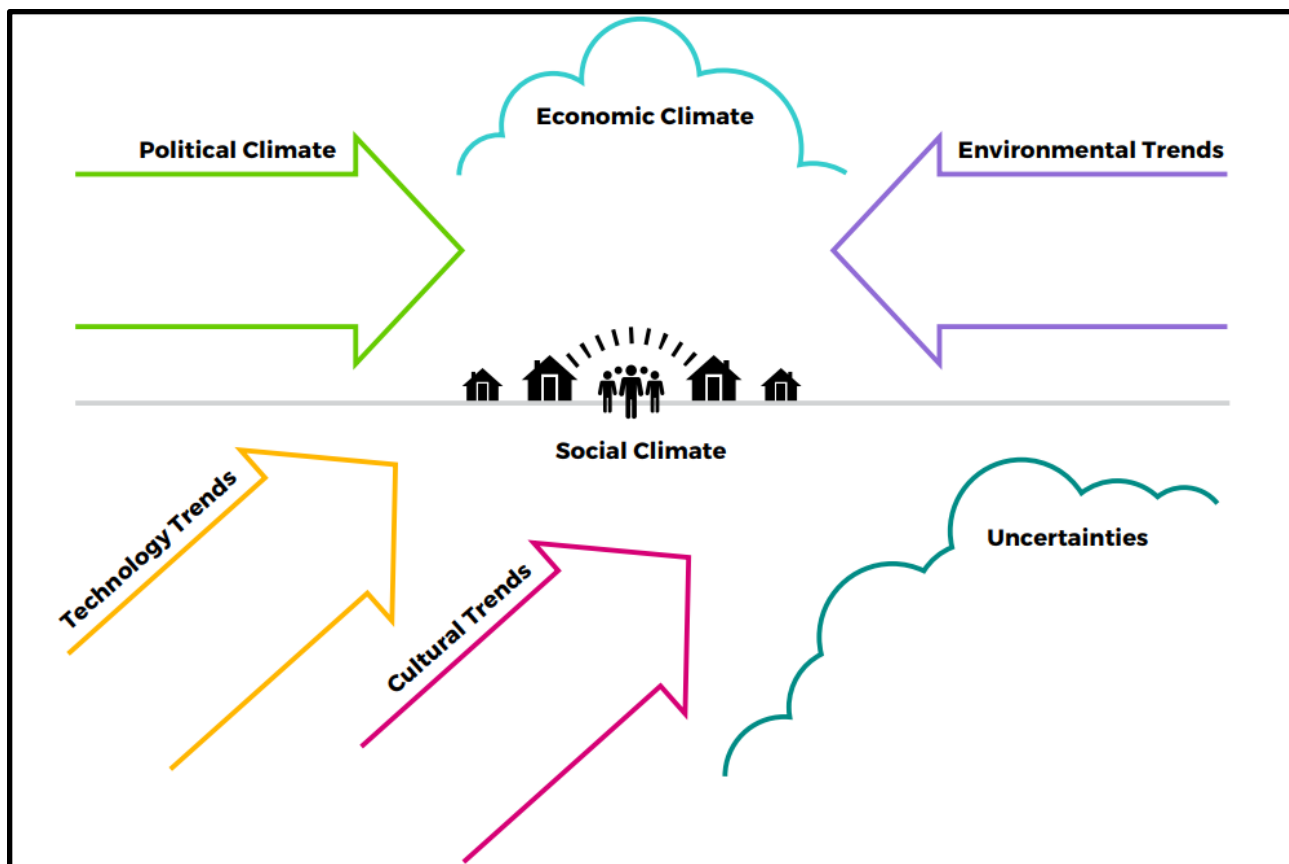 Economic Climate
Political Climate
Environmental Trends
Social Climate
Technology Trends
Cultural Trends
Uncertainties